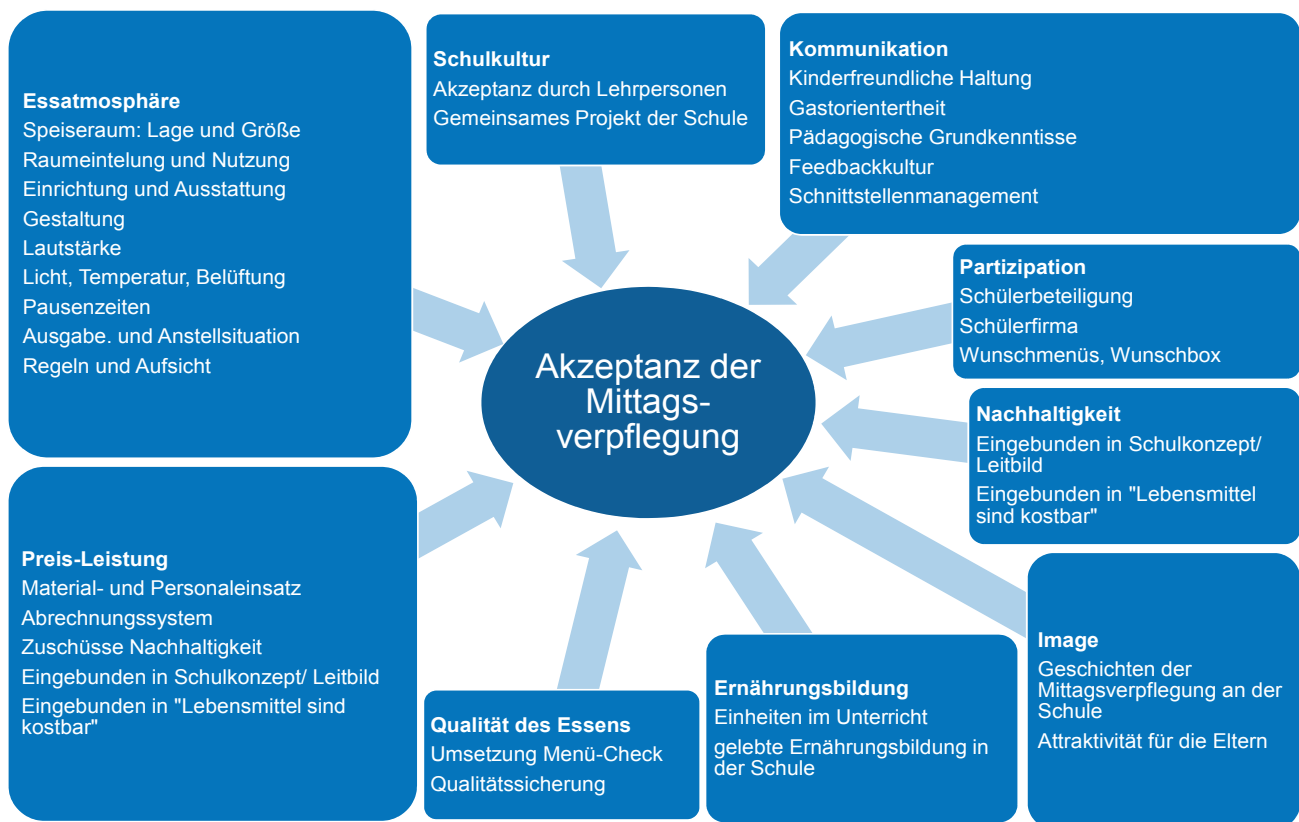 Essatmosphäre
Speiseraum: Lage und Größe
Raumeintelung und Nutzung
Einrichtung und Ausstattung
Gestaltung
Lautstärke
Licht, Temperatur, Belüftung
Pausenzeiten
Ausgabe. und Anstellsituation
Regeln und Aufsicht
Schulkultur
Akzeptanz durch Lehrpersonen
Gemeinsames Projekt der Schule
Kommunikation
Kinderfreundliche Haltung
Gastorientertheit
Pädagogische Grundkenntisse
Feedbackkultur
Schnittstellenmanagement
Partizipation
Schülerbeteiligung
Schülerfirma
Wunschmenüs, Wunschbox
Akzeptanz der
Mittags-
verpflegung
Nachhaltigkeit
Eingebunden in Schulkonzept/
Leitbild
Eingebunden in "Lebensmittel
sind kostbar"
Preis-Leistung
Material- und Personaleinsatz
Abrechnungssystem
Zuschüsse Nachhaltigkeit
Eingebunden in Schulkonzept/ Leitbild
Eingebunden in "Lebensmittel sind
kostbar"
Qualität des Essens
Umsetzung Menü-Check
Qualitätssicherung
Ernährungsbildung
Einheiten im Unterricht
gelebte Ernährungsbildung in
der Schule
Image
Geschichten der
Mittagsverpflegung an der
Schule
Attraktivität für die Eltern